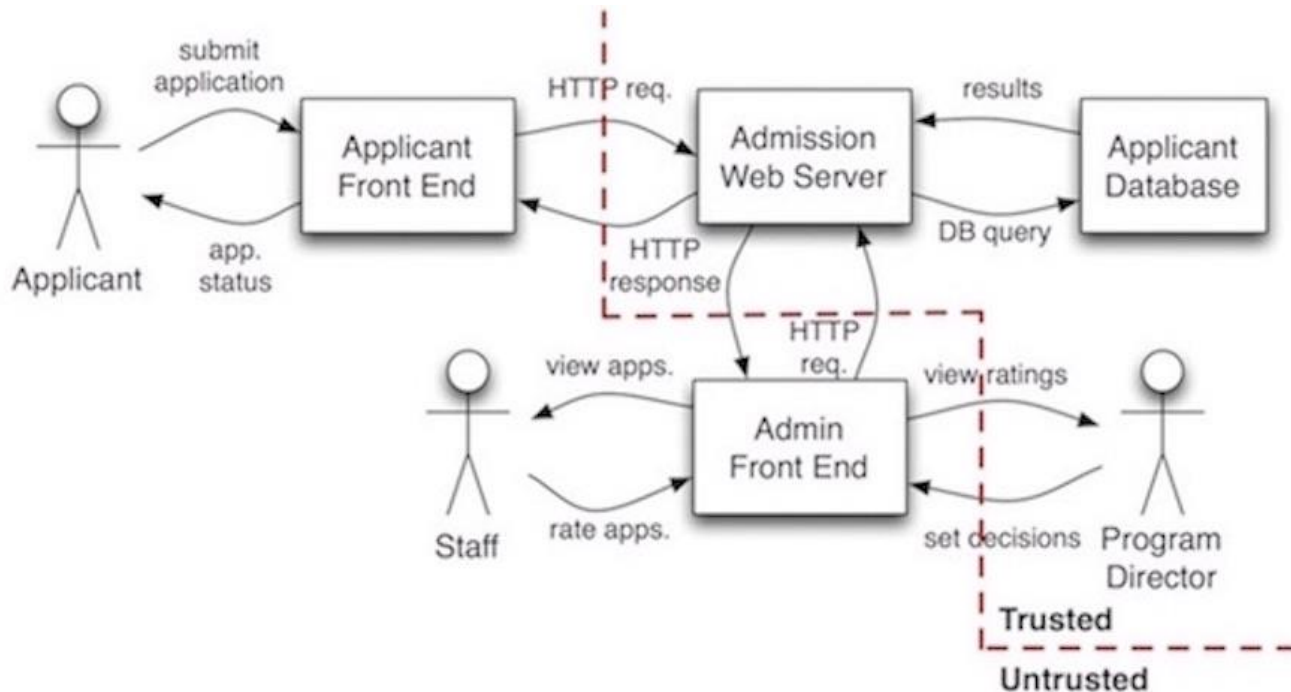 submit
application
HTTP req.
results
Applicant
Front End
Admission
Web Server
Applicant
Database
app.
status
HTTP
response
DB query
Applicant
HTTP
req.
view apps.
view ratings
Admin
Front End
rate apps.
set decisions
Staff
Program
Director
Trusted
Untrusted